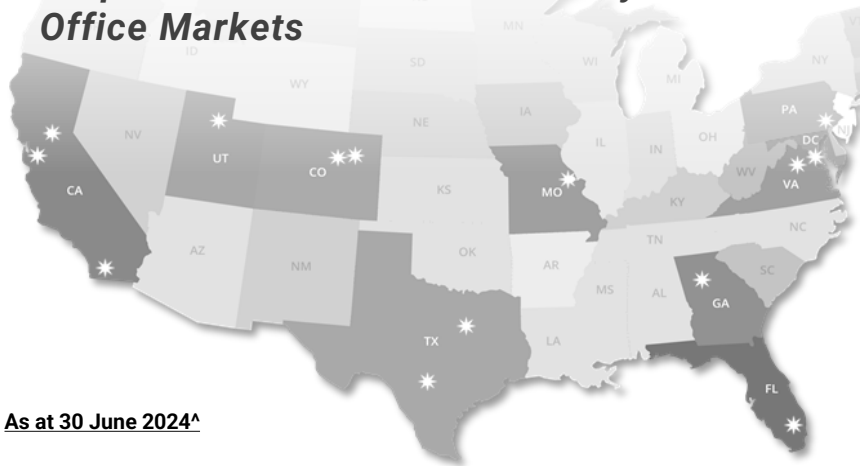 Office Markets
MN
ID
SD
WI
WY
MI
NY
IA
PA
NE
NV
OH
NJ
IL
IN
DC
UT
CO
WV
MO
VA
CA
KS
KY
NC
TN
AZ
OK
NM
AR
SC
MS
AL
GA
TX
LA
FL
As at 30 June 2024^